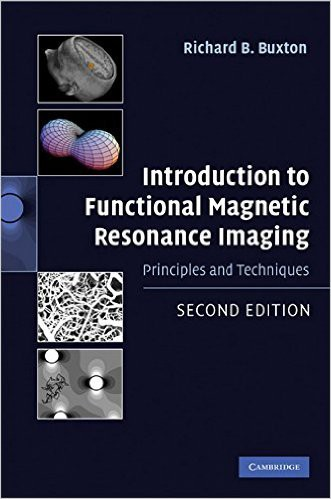 Richard B. Buxton
Introduction to
Functional Magnetic
Resonance Imaging
Principles and Techniques
SECOND EDITION
CAMBRIDGE